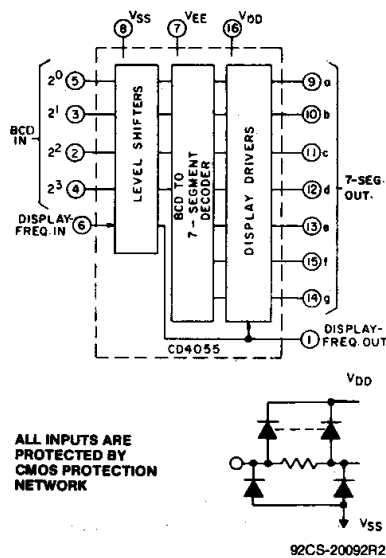 VSS VEE VDD
8 7 16
2⁰ 5
2¹ 3
2² 2
2³ 4
BCD
IN
DISPLAY-
FREQ. IN 6
LEVEL SHIFTERS
BCD TO
7 - SEGMENT
DECODER
DISPLAY DRIVERS
9 a
10 b
11 c
12 d
13 e
15 f
14 g
7-SEG.
OUT.
1 DISPLAY-
FREQ. OUT
CD4055
VDD
ALL INPUTS ARE
PROTECTED BY
CMOS PROTECTION
NETWORK
VSS
92CS-20092R2